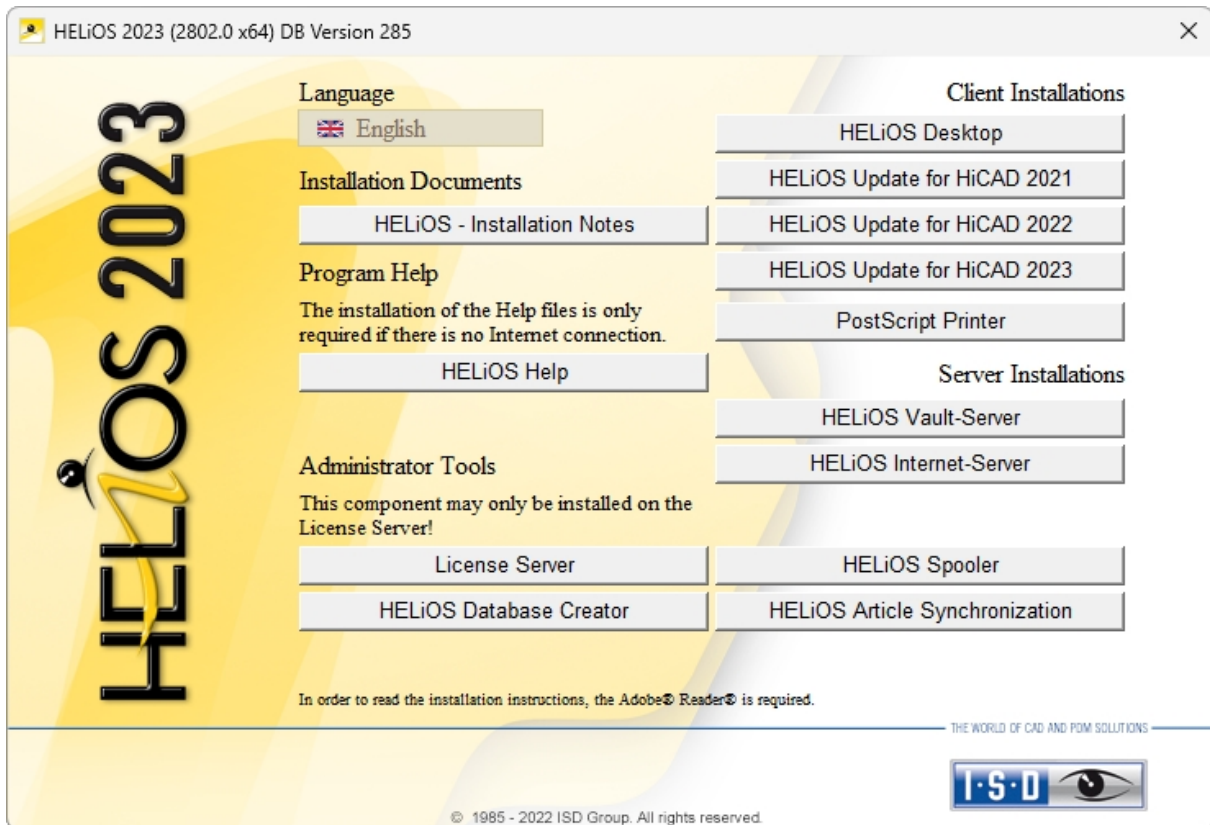 HELiOS 2023 (2802.0 x64) DB Version 285
HELiOS 2023
Language
English
Installation Documents
HELiOS - Installation Notes
Program Help
The installation of the Help files is only
required if there is no Internet connection.
HELiOS Help
Administrator Tools
This component may only be installed on the
License Server!
License Server
HELiOS Database Creator
Client Installations
HELiOS Desktop
HELiOS Update for HiCAD 2021
HELiOS Update for HiCAD 2022
HELiOS Update for HiCAD 2023
PostScript Printer
Server Installations
HELiOS Vault-Server
HELiOS Internet-Server
HELiOS Spooler
HELiOS Article Synchronization
In order to read the installation instructions, the Adobe® Reader® is required.
THE WORLD OF CAD AND PDM SOLUTIONS
I·S·D
© 1985 - 2022 ISD Group. All rights reserved.